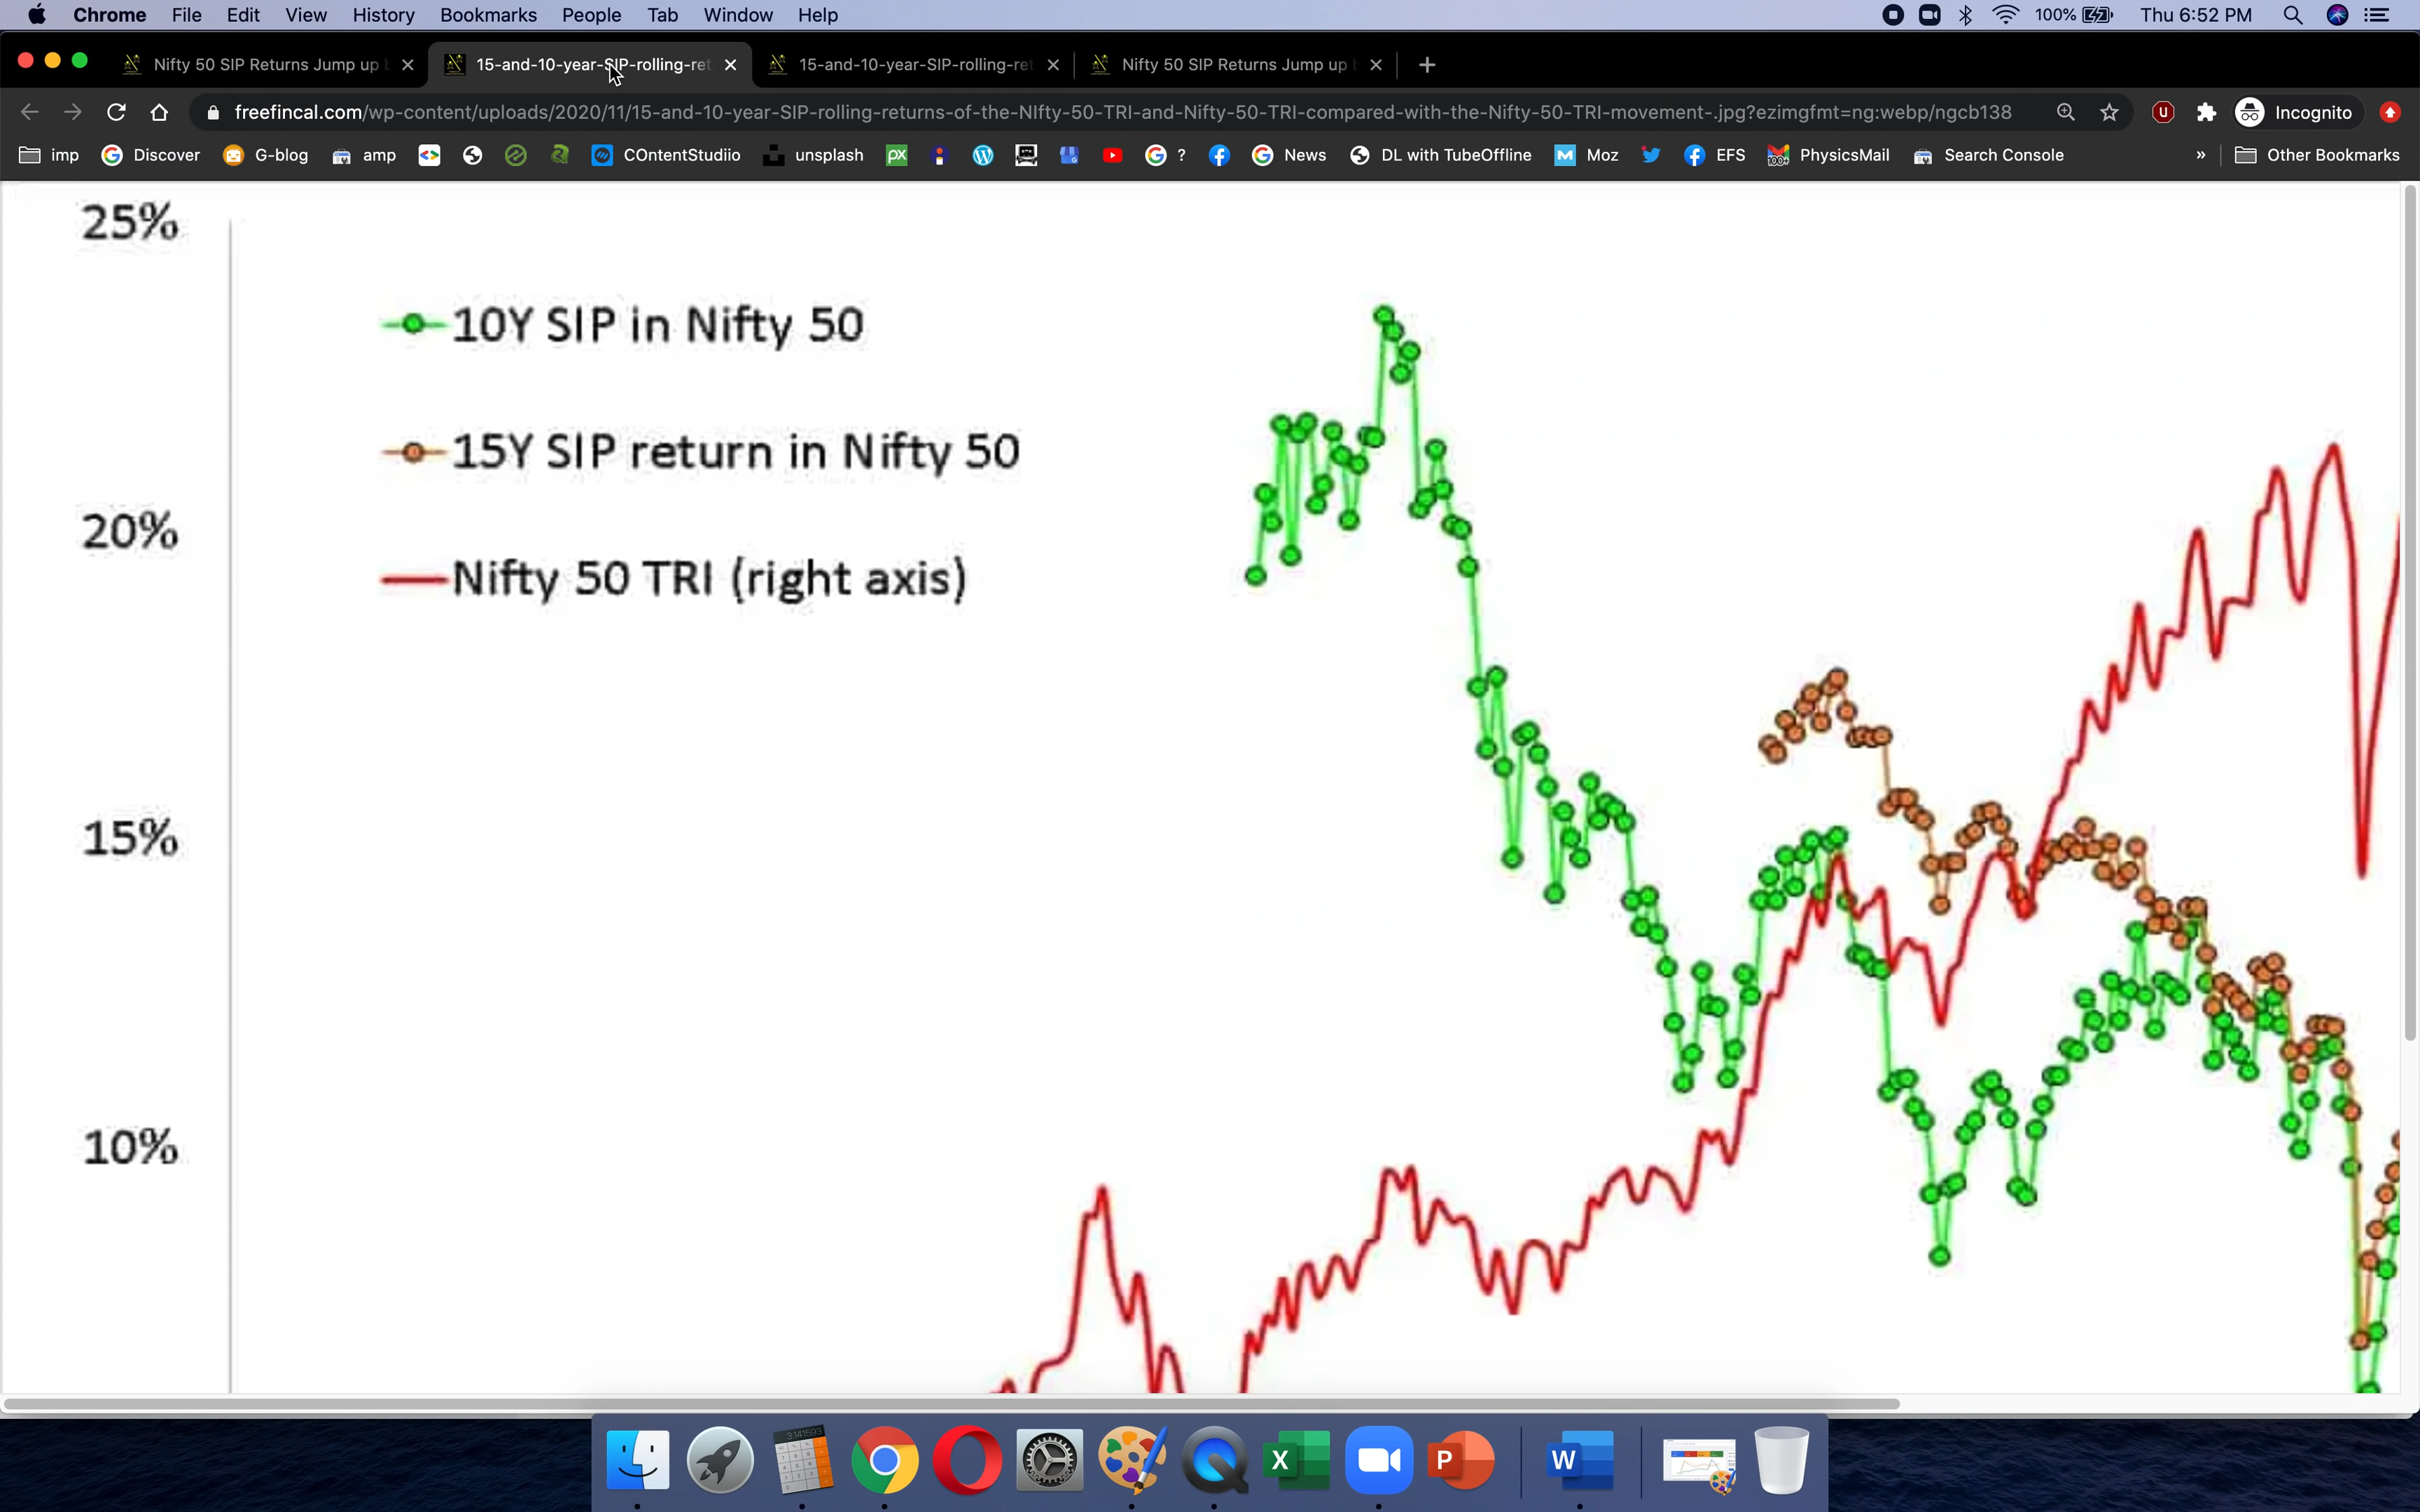 Chrome File Edit View History Bookmarks People Tab Window Help 100% Thu 6:52 PM
Nifty 50 SIP Returns Jump up 15-and-10-year-SIP-rolling-ret 15-and-10-year-SIP-rolling-ret Nifty 50 SIP Returns Jump up
freefincal.com/wp-content/uploads/2020/11/15-and-10-year-SIP-rolling-returns-of-the-NIfty-50-TRI-and-Nifty-50-TRI-compared-with-the-Nifty-50-TRI-movement-.jpg?ezimgfmt=ng:webp/ngcb138 Incognito
imp Discover G-blog amp COntentStudiio unsplash PX ? News DL with TubeOffline Moz EFS PhysicsMail Search Console » Other Bookmarks
25%
10Y SIP in Nifty 50
15Y SIP return in Nifty 50
20%
Nifty 50 TRI (right axis)
15%
10%
3.141593
X P W